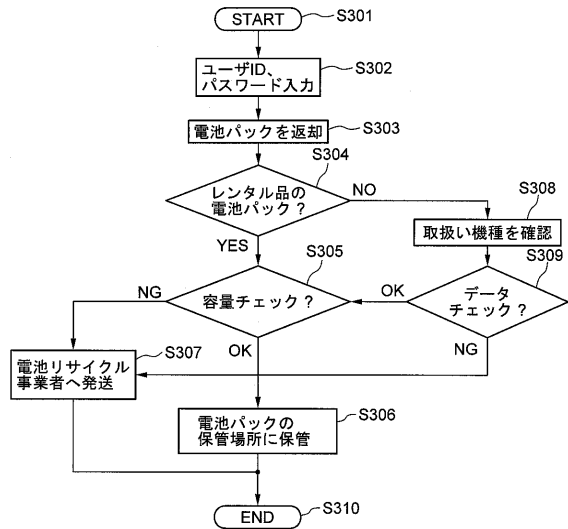 START
S301
ユーザID、
パスワード入力
S302
電池パックを返却
S303
レンタル品の
電池パック？
S304
NO
YES
取扱い機種を確認
S308
容量チェック？
S305
NG
OK
データ
チェック？
S309
OK
NG
電池リサイクル
事業者へ発送
S307
電池パックの
保管場所に保管
S306
END
S310